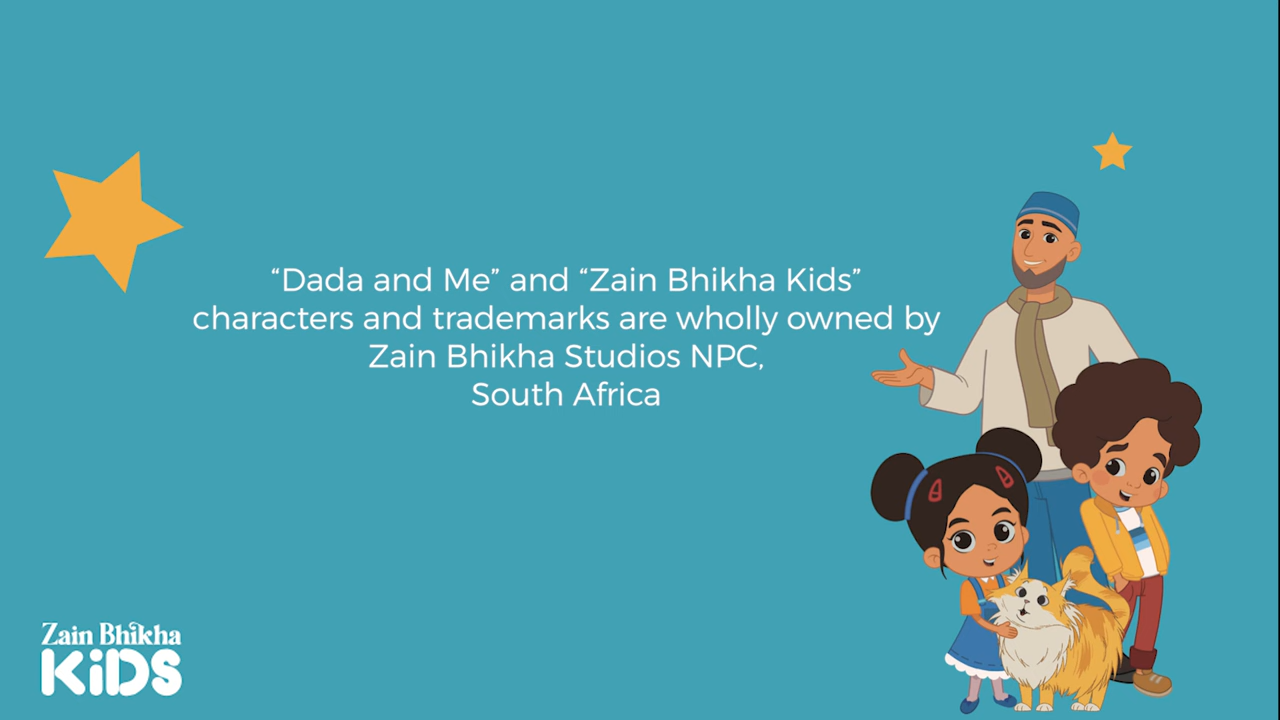 “Dada and Me” and “Zain Bhikha Kids”
characters and trademarks are wholly owned by
Zain Bhikha Studios NPC,
South Africa
Zain Bhikha
KiDS